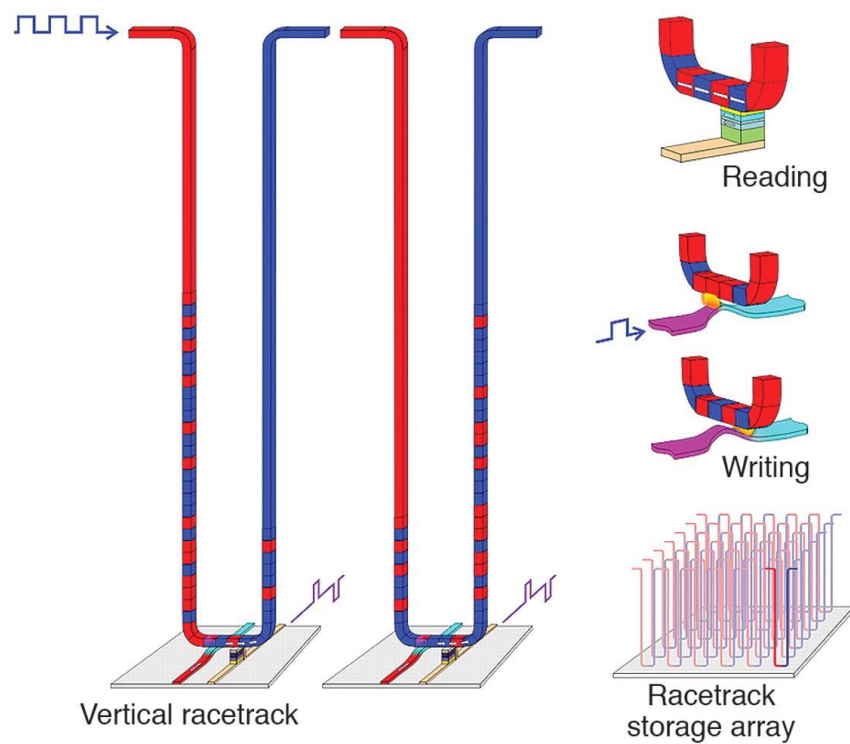 Reading
Writing
Vertical racetrack
Racetrack
storage array